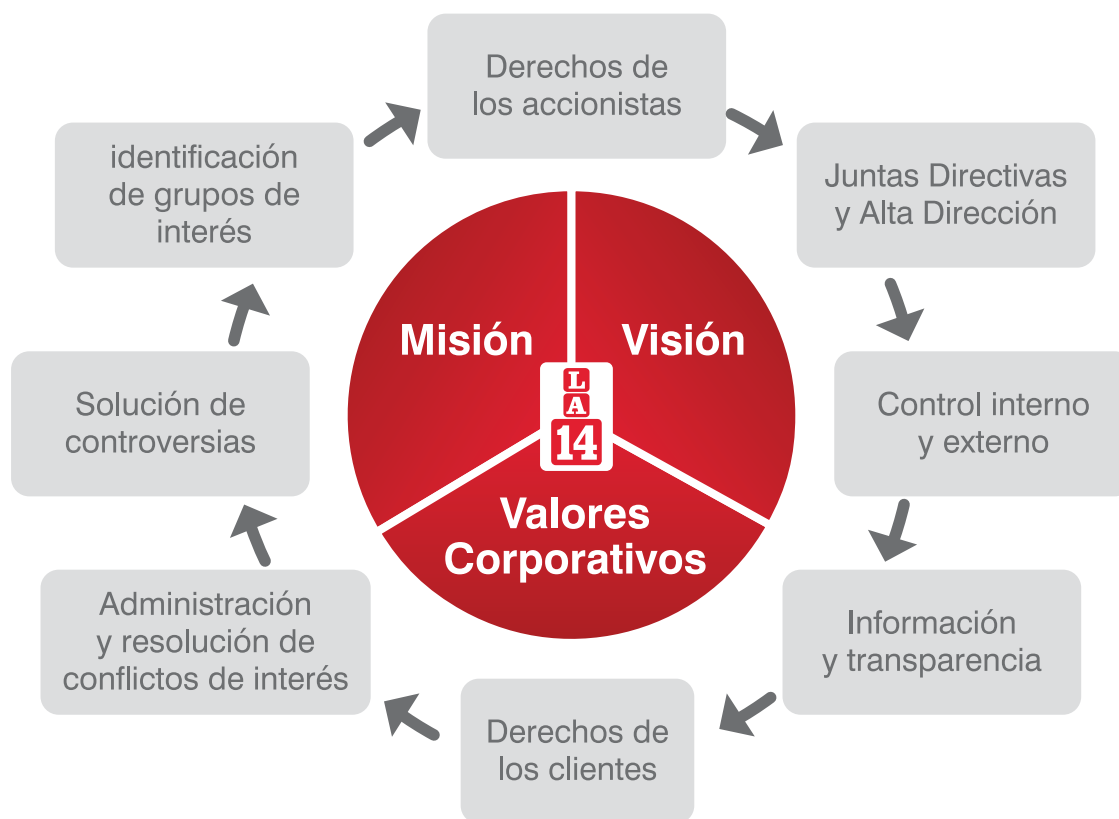 Derechos de
los accionistas
Juntas Directivas
y Alta Dirección
Control interno
y externo
Información
y transparencia
Derechos de
los clientes
Administración
y resolución de
conflictos de interés
Solución de
controversias
identificación
de grupos de
interés
Misión
Visión
L
A
14
Valores
Corporativos